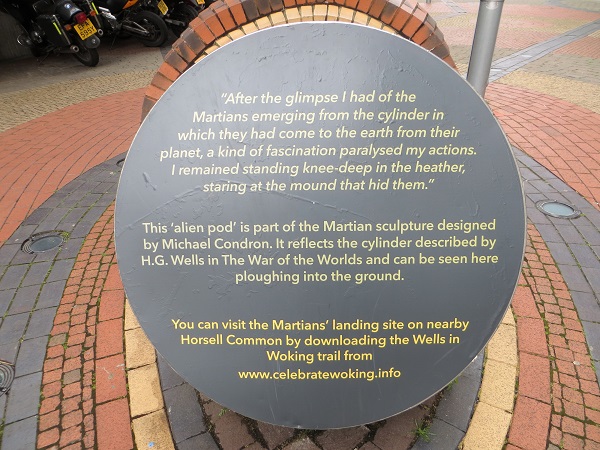 “After the glimpse I had of the
Martians emerging from the cylinder in
which they had come to the earth from their
planet, a kind of fascination paralysed my actions.
I remained standing knee-deep in the heather,
staring at the mound that hid them.”
This ‘alien pod’ is part of the Martian sculpture designed
by Michael Condron. It reflects the cylinder described by
H.G. Wells in The War of the Worlds and can be seen here
ploughing into the ground.
You can visit the Martians’ landing site on nearby
Horsell Common by downloading the Wells in
Woking trail from
www.celebratewoking.info